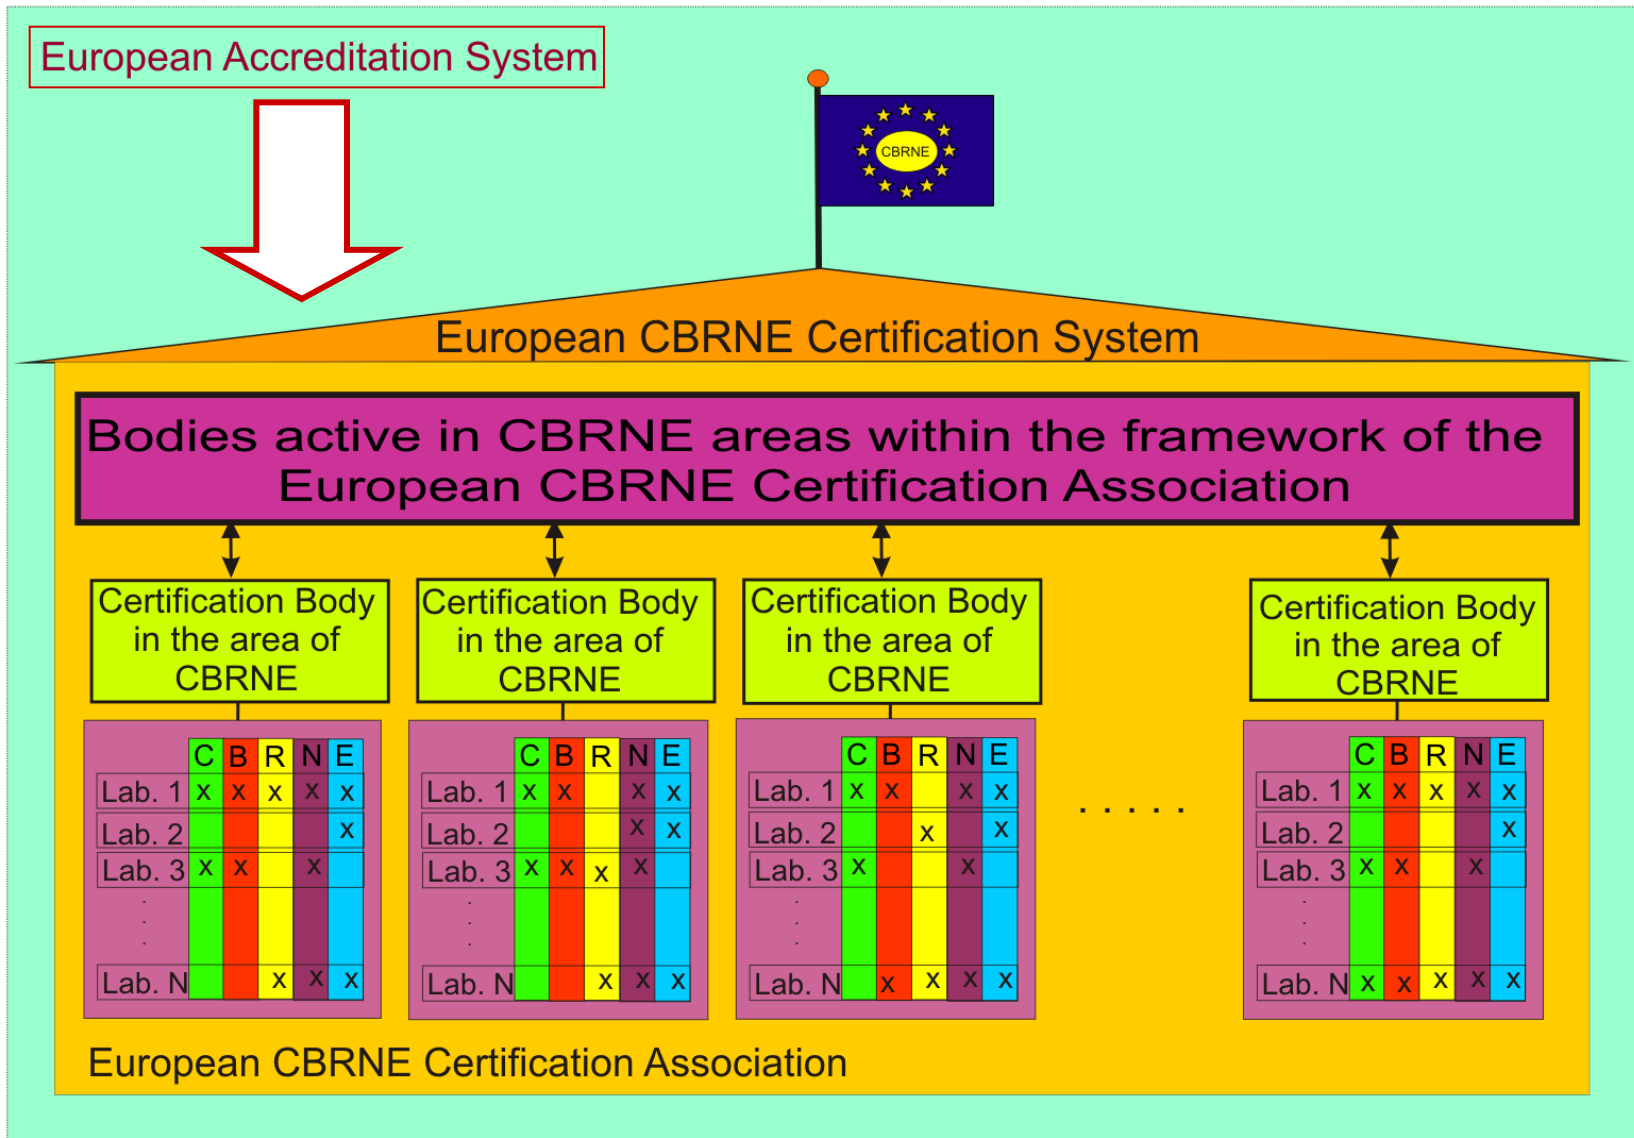 European Accreditation System
CBRNE
European CBRNE Certification System
Bodies active in CBRNE areas within the framework of the
European CBRNE Certification Association
Certification Body
in the area of
CBRNE
C B R N E
Lab. 1 x x x x x
Lab. 2 x
Lab. 3 x x x
.
.
.
Lab. N x x x
Certification Body
in the area of
CBRNE
C B R N E
Lab. 1 x x x x
Lab. 2 x x
Lab. 3 x x x x
.
.
.
Lab. N x x x
Certification Body
in the area of
CBRNE
C B R N E
Lab. 1 x x x x
Lab. 2 x x
Lab. 3 x x
.
.
.
Lab. N x x x x
. . . . .
Certification Body
in the area of
CBRNE
C B R N E
Lab. 1 x x x x x
Lab. 2 x
Lab. 3 x x x
.
.
.
Lab. N x x x x x
European CBRNE Certification Association